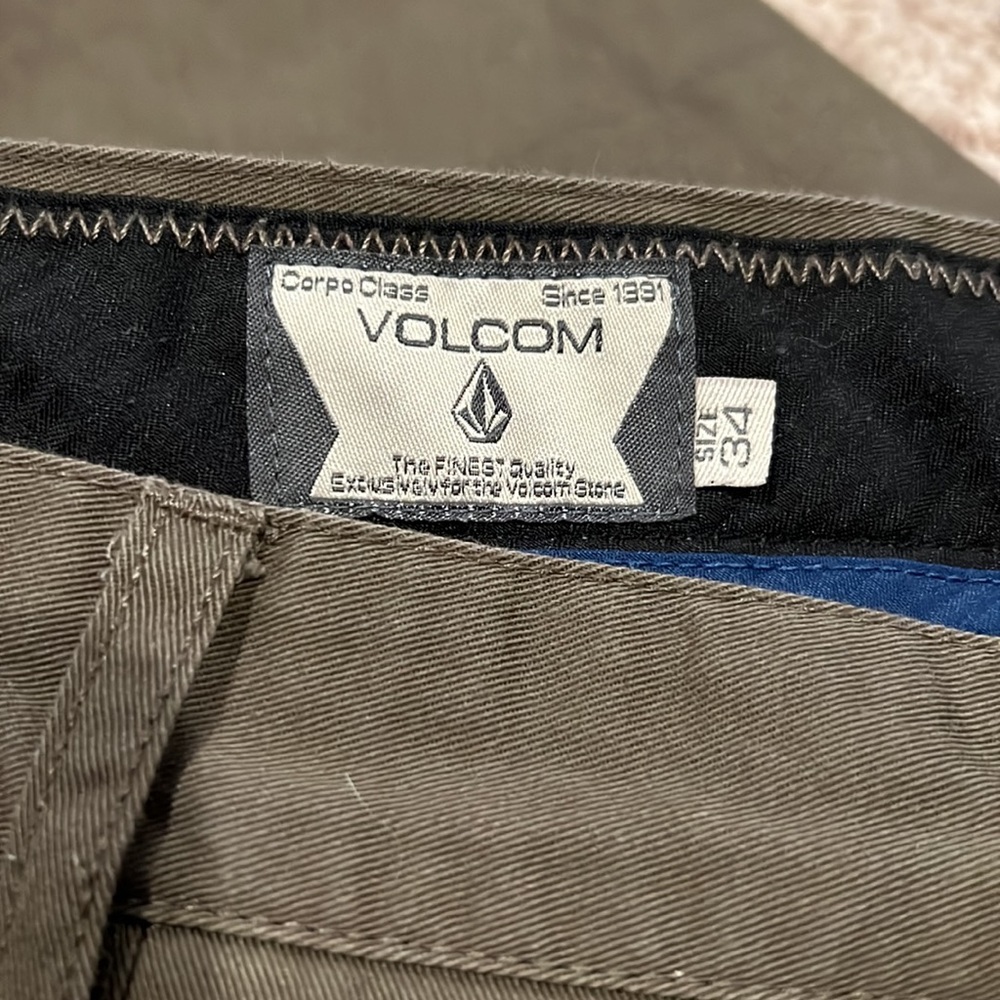 Corpo Class Since 1991
VOLCOM
The FINEST Quality
Exclusively for the Volcom Stone
SIZE
34